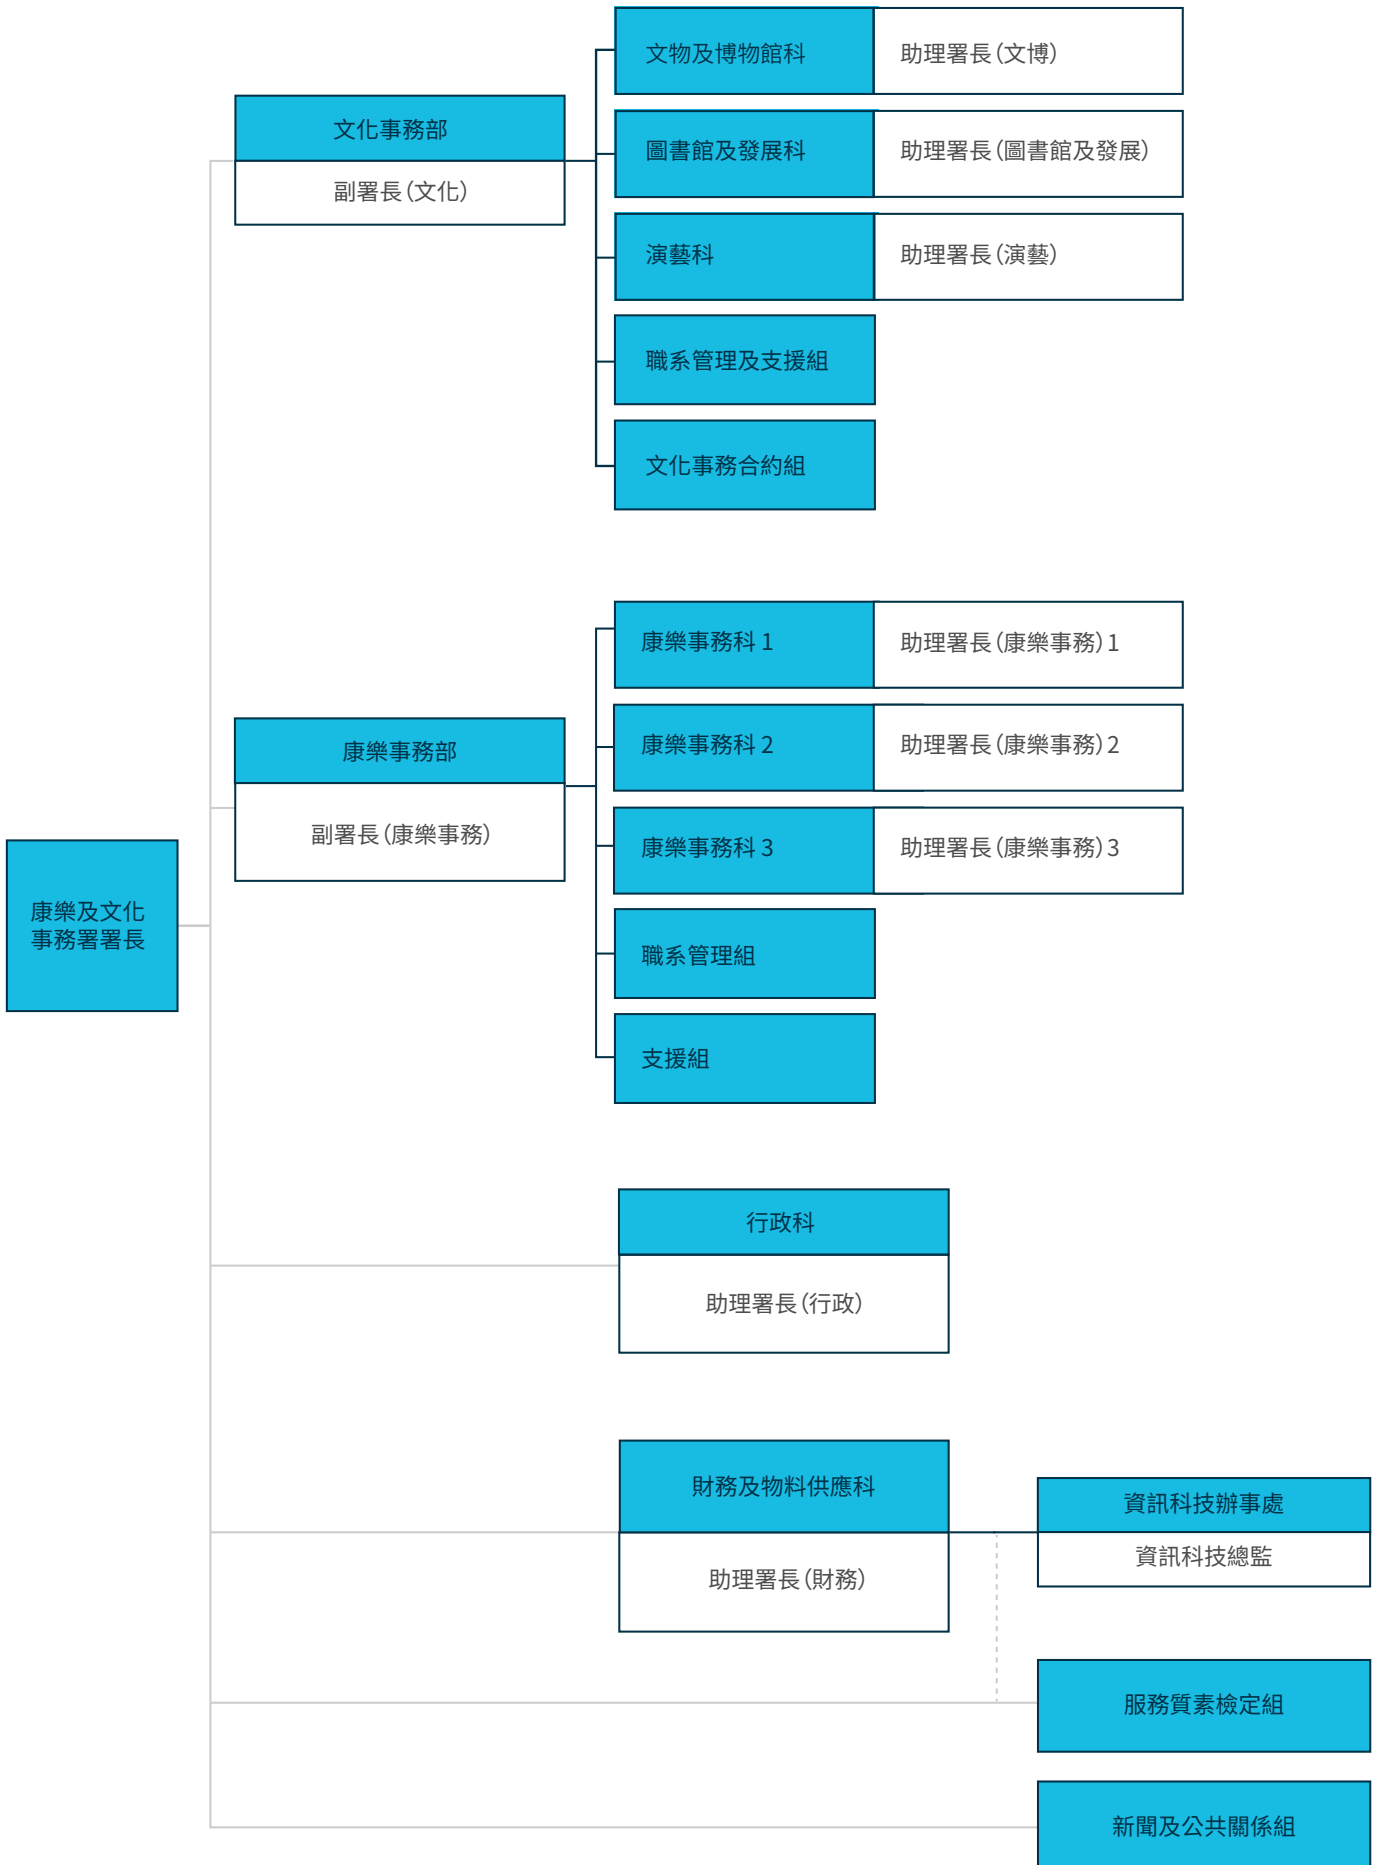 文物及博物館科
助理署長(文博)
文化事務部
副署長(文化)
圖書館及發展科
助理署長(圖書館及發展)
演藝科
助理署長(演藝)
職系管理及支援組
文化事務合約組
康樂事務科 1
助理署長(康樂事務)1
康樂事務部
副署長(康樂事務)
康樂事務科 2
助理署長(康樂事務)2
康樂事務科 3
助理署長(康樂事務)3
康樂及文化
事務署署長
職系管理組
支援組
行政科
助理署長(行政)
財務及物料供應科
助理署長(財務)
資訊科技辦事處
資訊科技總監
服務質素檢定組
新聞及公共關係組